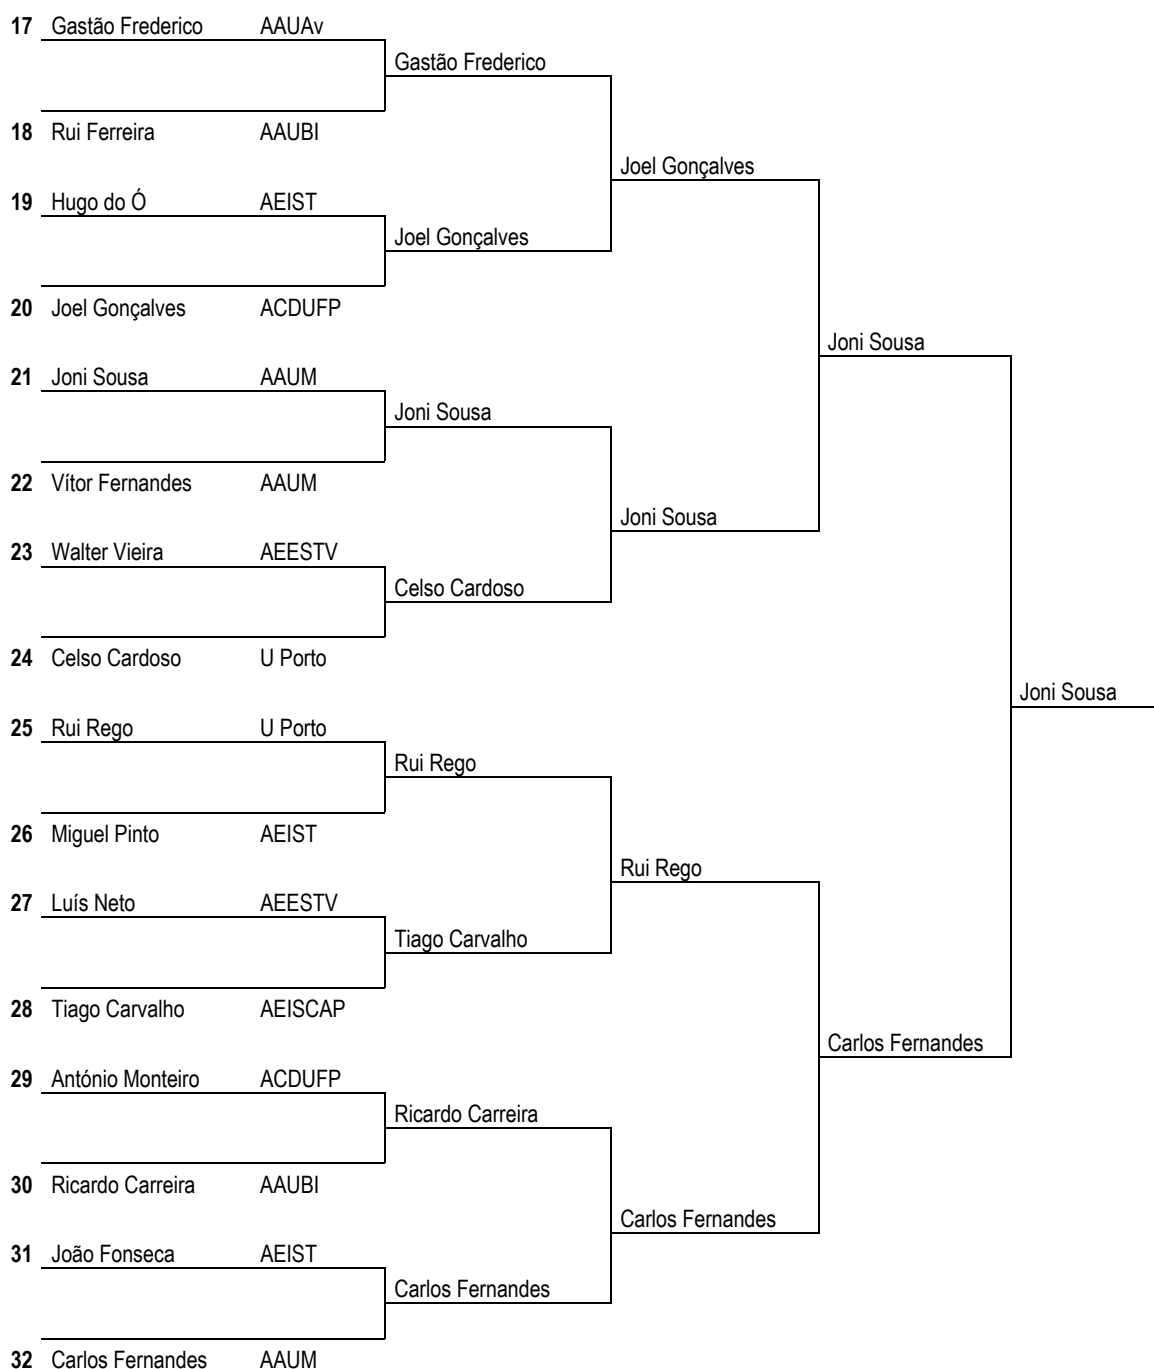 17 Gastão Frederico AAUAv
Gastão Frederico
18 Rui Ferreira AAUBI
Joel Gonçalves
19 Hugo do Ó AEIST
Joel Gonçalves
20 Joel Gonçalves ACDUFP
Joni Sousa
21 Joni Sousa AAUM
Joni Sousa
22 Vítor Fernandes AAUM
Joni Sousa
23 Walter Vieira AEESTV
Celso Cardoso
24 Celso Cardoso U Porto
Joni Sousa
25 Rui Rego U Porto
Rui Rego
26 Miguel Pinto AEIST
Rui Rego
27 Luís Neto AEESTV
Tiago Carvalho
28 Tiago Carvalho AEISCAP
Carlos Fernandes
29 António Monteiro ACDUFP
Ricardo Carreira
30 Ricardo Carreira AAUBI
Carlos Fernandes
31 João Fonseca AEIST
Carlos Fernandes
32 Carlos Fernandes AAUM